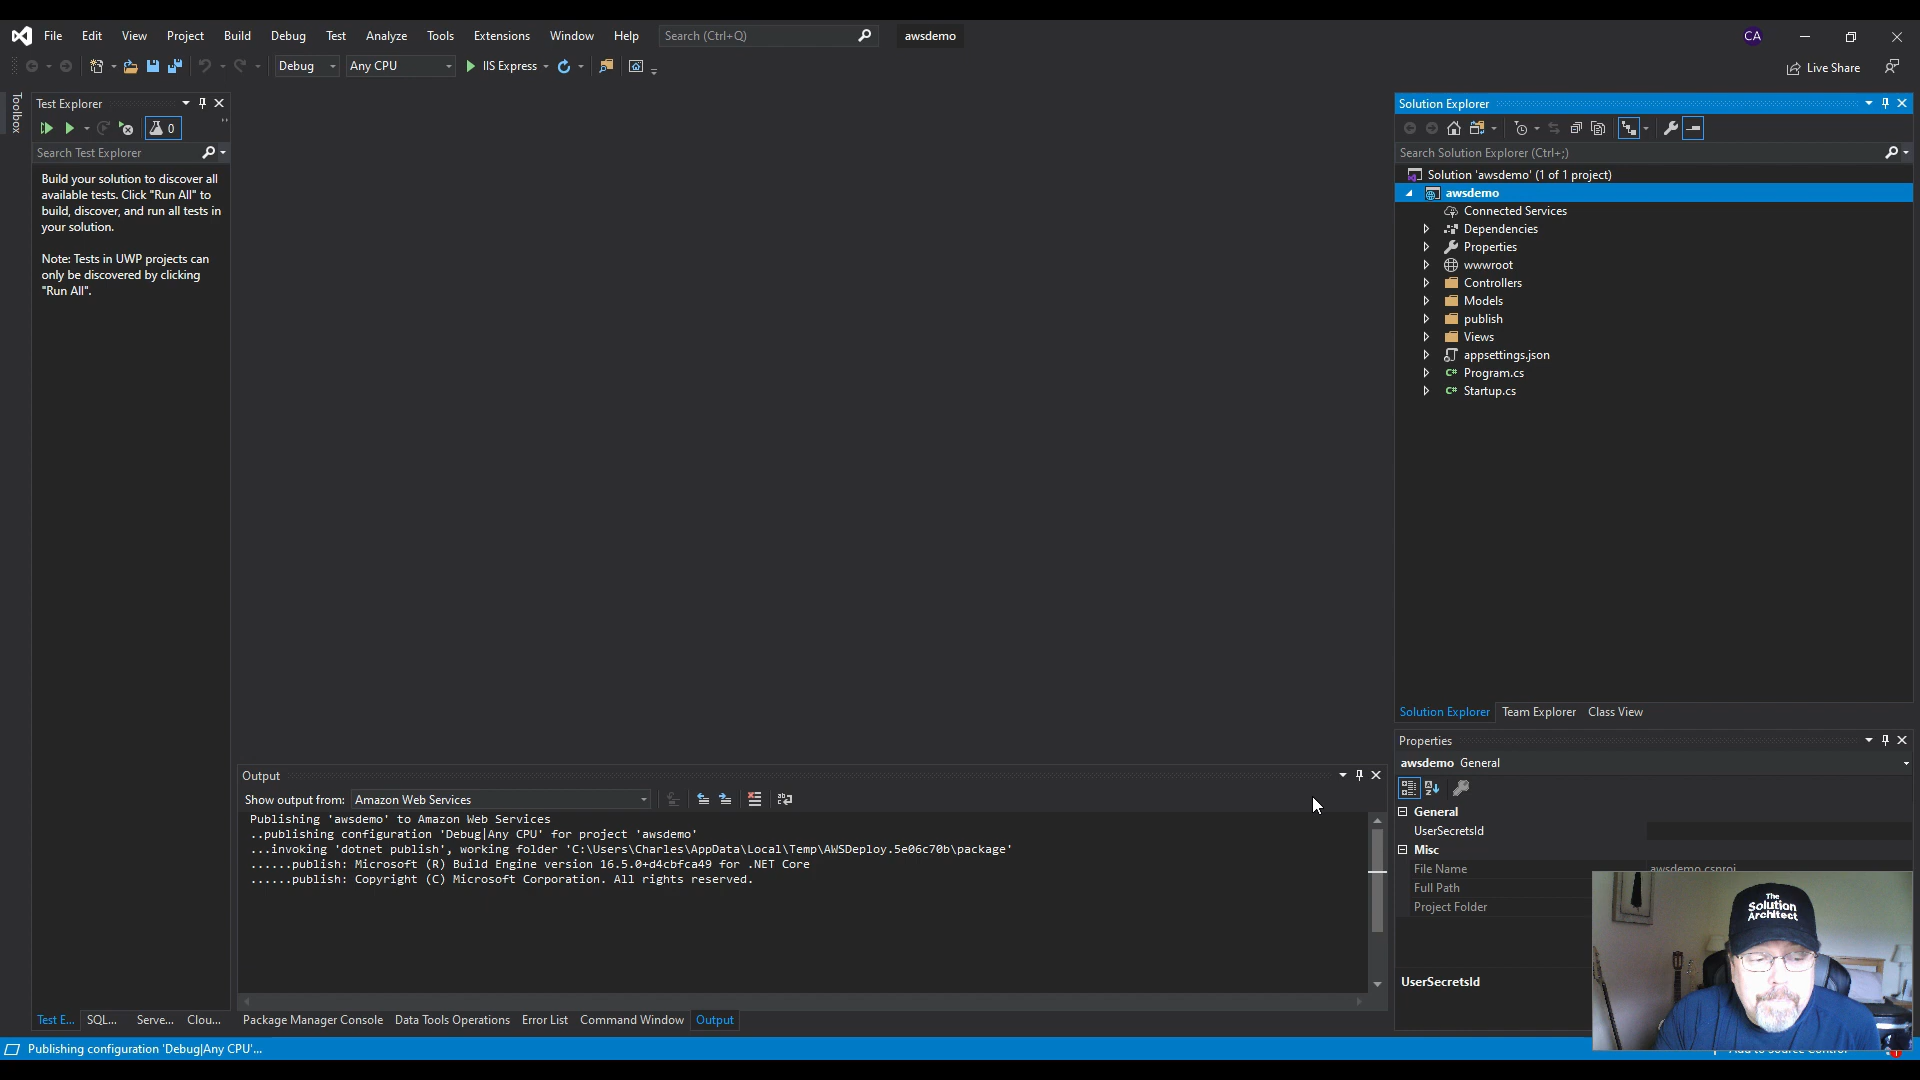 File Edit View Project Build Debug Test Analyze Tools Extensions Window Help Search (Ctrl+Q) awsdemo CA
Debug Any CPU IIS Express Live Share
Toolbox
Test Explorer
0
Search Test Explorer
Build your solution to discover all
available tests. Click "Run All" to
build, discover, and run all tests in
your solution.
Note: Tests in UWP projects can
only be discovered by clicking
"Run All".
Test E... SQL... Serve... Clou...
Output
Show output from: Amazon Web Services
Publishing 'awsdemo' to Amazon Web Services
..publishing configuration 'Debug|Any CPU' for project 'awsdemo'
...invoking 'dotnet publish', working folder 'C:\Users\Charles\AppData\Local\Temp\AWSDeploy.5e06c70b\package'
......publish: Microsoft (R) Build Engine version 16.5.0+d4cbfca49 for .NET Core
......publish: Copyright (C) Microsoft Corporation. All rights reserved.
Package Manager Console Data Tools Operations Error List Command Window Output
Solution Explorer
Search Solution Explorer (Ctrl+;)
Solution 'awsdemo' (1 of 1 project)
awsdemo
Connected Services
Dependencies
Properties
wwwroot
Controllers
Models
publish
Views
appsettings.json
C# Program.cs
C# Startup.cs
Solution Explorer Team Explorer Class View
Properties
awsdemo General
General
UserSecretsId
Misc
File Name awsdemo.csproj
Full Path
Project Folder
UserSecretsId
The
Solution
Architect
Publishing configuration 'Debug|Any CPU'...
Add to Source Control